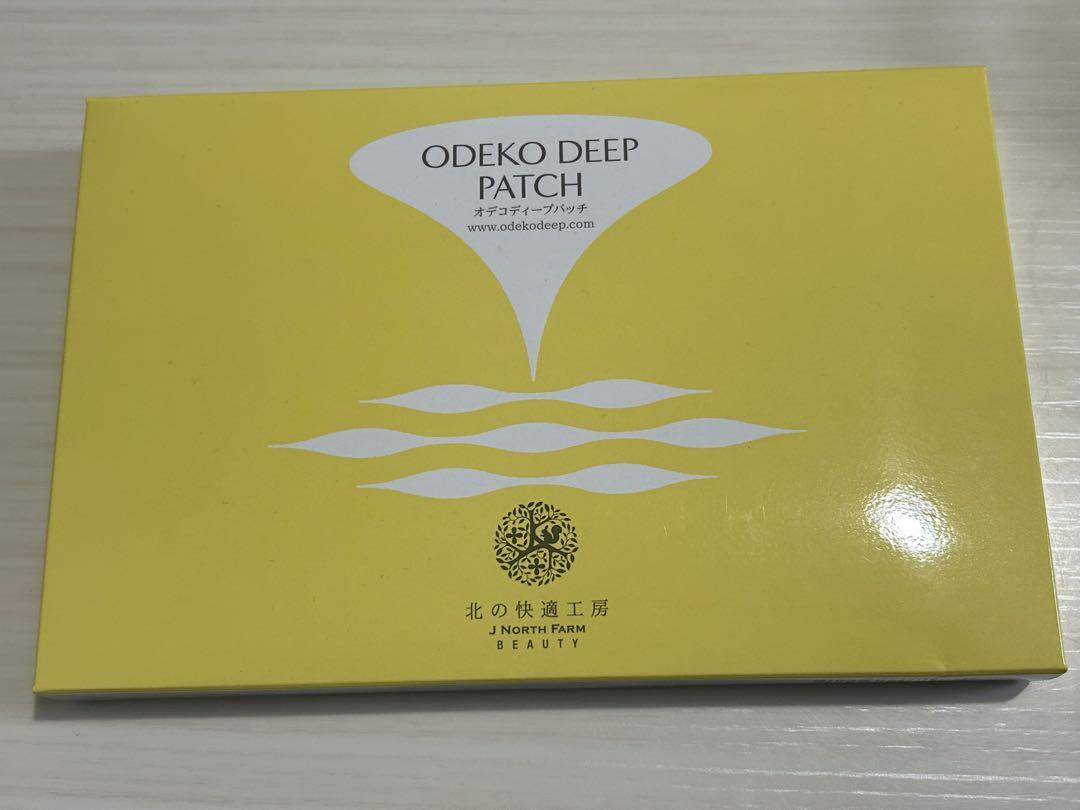 ODEKO DEEP
PATCH
オデコディープパッチ
www.odekodeep.com
北の快適工房
J NORTH FARM
BEAUTY